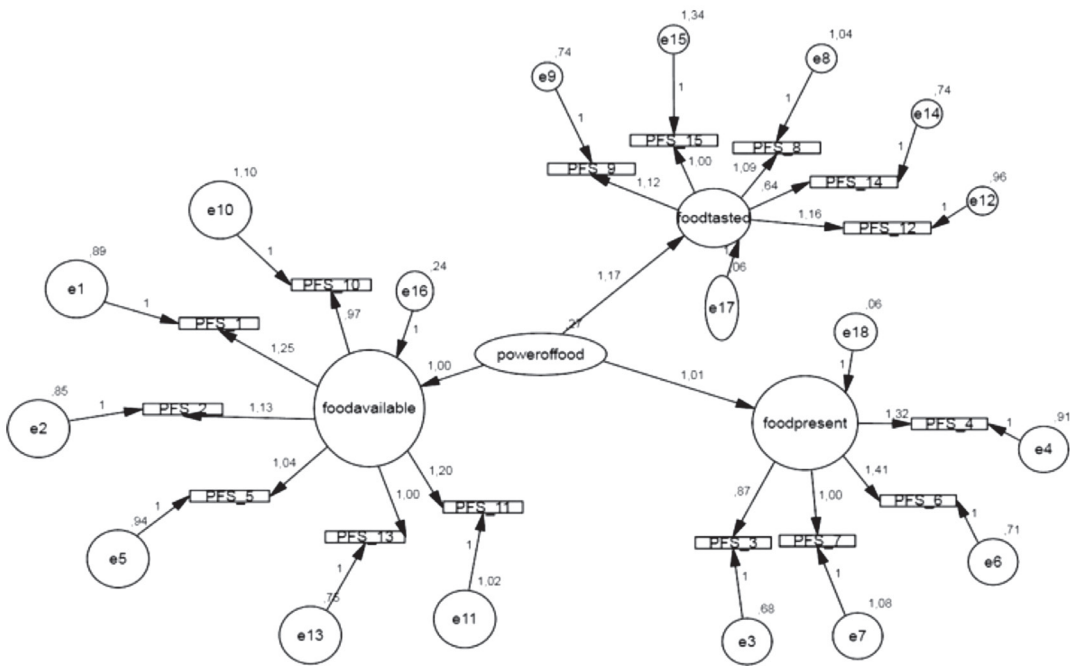 1,34
e15
1,04
e8
,74
e9
,74
e14
1
1
1
1
PFS_15
PFS_8
PFS_9
1,00
1,09
PFS_14
1,12
,64
,96
e12
1
foodtasted
1,16
PFS_12
1,10
e10
1
1
,06
e17
1,17
,89
e1
1
PFS_10
,24
e16
,97
1
PFS_1
1,25
,27
poweroffood
1,00
,06
e18
1
1,01
,85
e2
1
PFS_2
1,13
foodavailable
foodpresent
1,32
PFS_4
1
,91
e4
1,04
1,20
1,00
PFS_5
1
,94
e5
PFS_11
1
1,02
e11
PFS_13
1
,75
e13
,87
1,00
1,41
PFS_6
1
,71
e6
PFS_3
PFS_7
1
1
,68
e3
1,08
e7